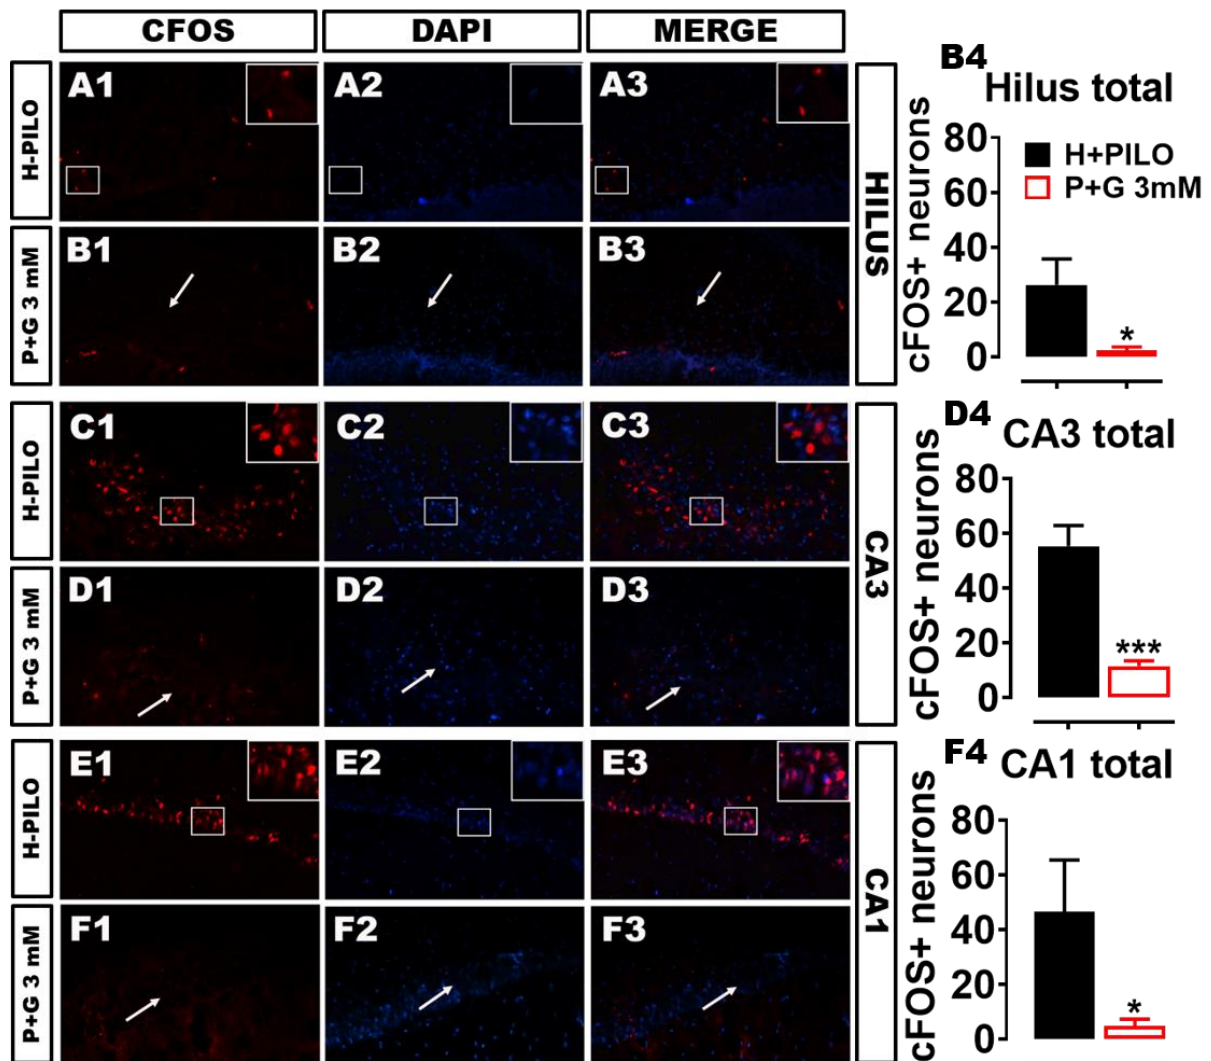 CFOS DAPI MERGE
H-PILO
A1 A2 A3
P+G 3 mM
B1 B2 B3
HILUS
B4
Hilus total
cFOS+ neurons
80
60
40
20
0
H+PILO
P+G 3mM
*
H-PILO
C1 C2 C3
P+G 3 mM
D1 D2 D3
CA3
D4
CA3 total
cFOS+ neurons
80
60
40
20
0
***
H-PILO
E1 E2 E3
P+G 3 mM
F1 F2 F3
CA1
F4
CA1 total
cFOS+ neurons
80
60
40
20
0
*